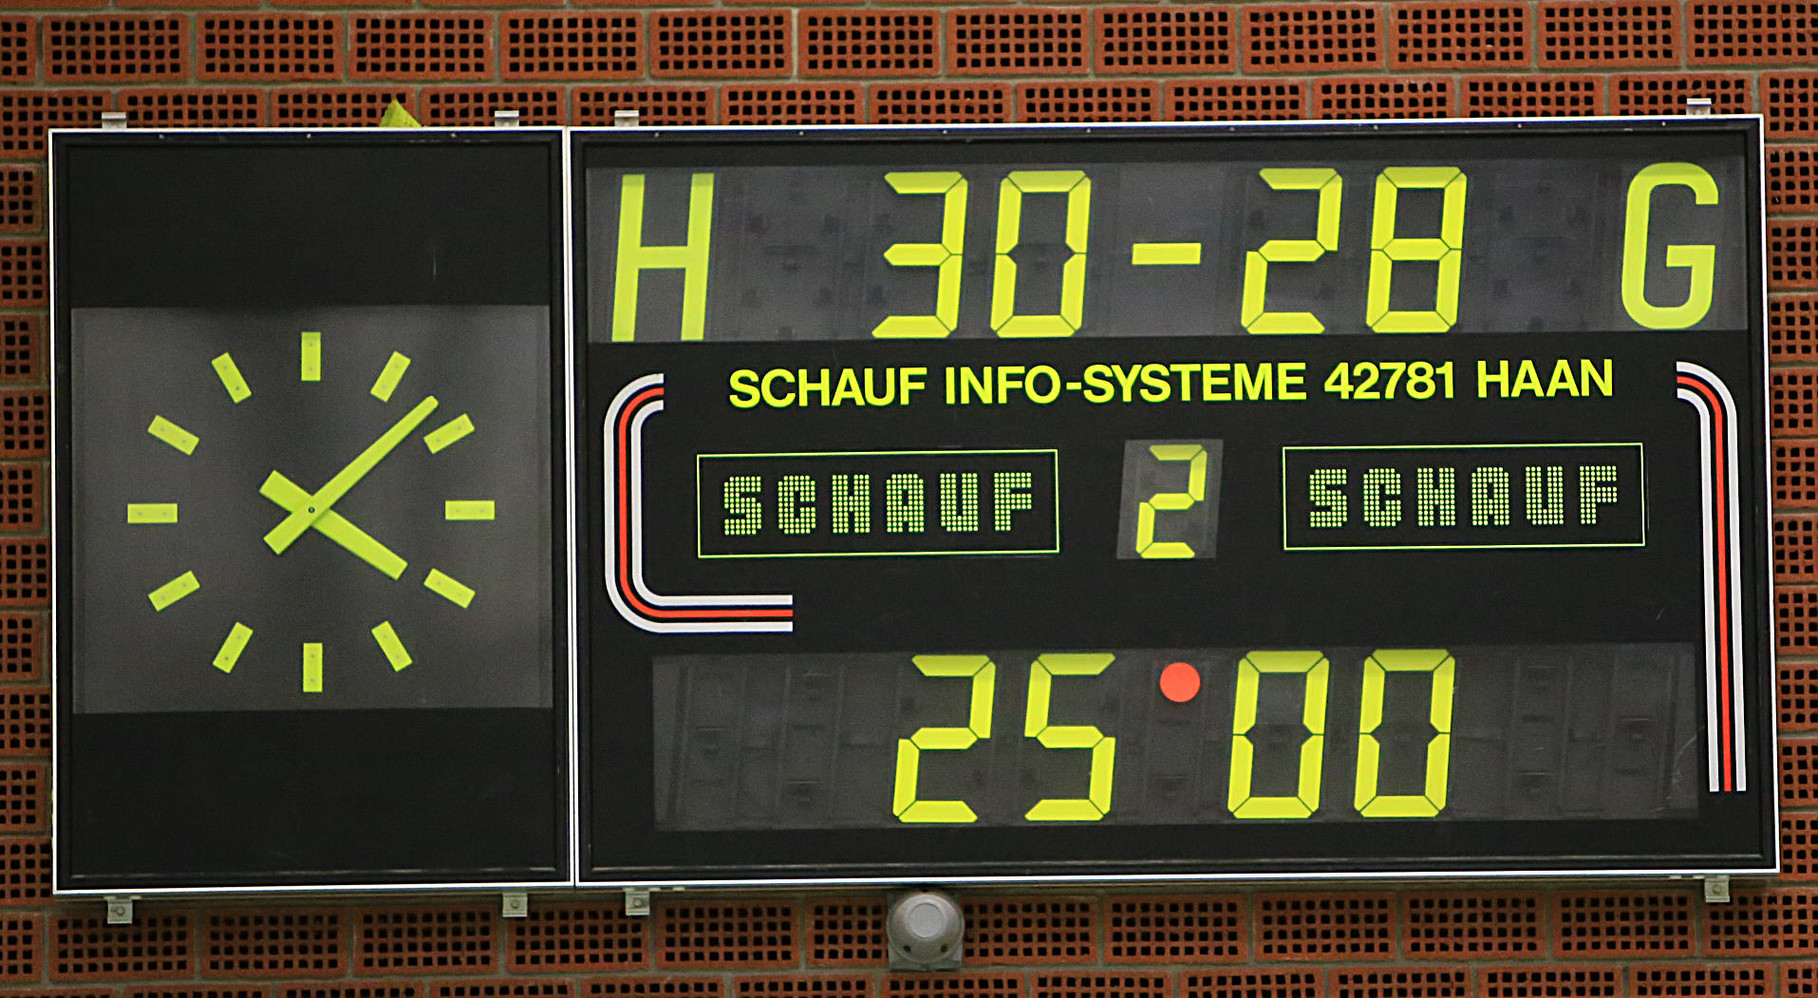 H 30-28 G
SCHAUF INFO-SYSTEME 42781 HAAN
SCHAUF 2 SCHAUF
25•00